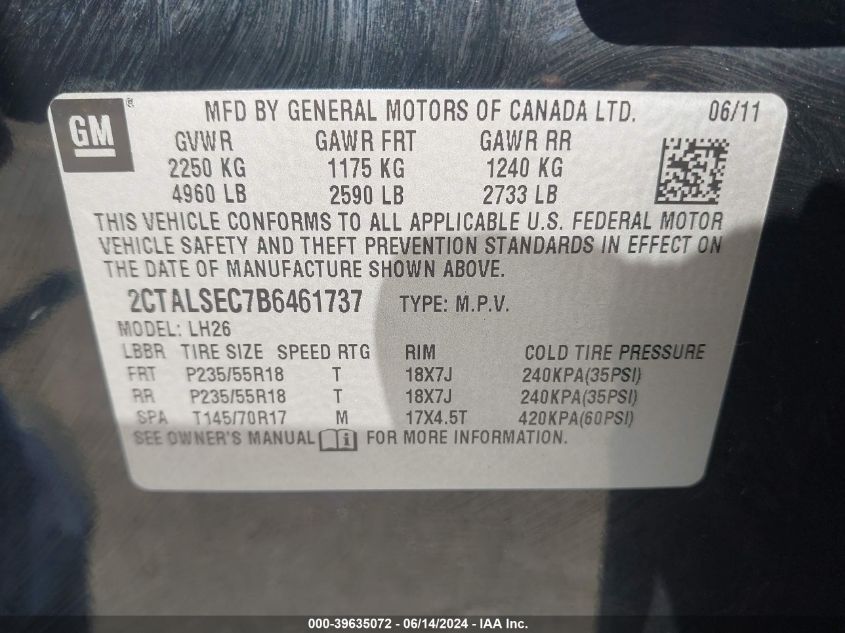 GM ® MFD BY GENERAL MOTORS OF CANADA LTD. 06/11
GVWR GAWR FRT GAWR RR
2250 KG 1175 KG 1240 KG
4960 LB 2590 LB 2733 LB
THIS VEHICLE CONFORMS TO ALL APPLICABLE U.S. FEDERAL MOTOR
VEHICLE SAFETY AND THEFT PREVENTION STANDARDS IN EFFECT ON
THE DATE OF MANUFACTURE SHOWN ABOVE.
2CTALSEC7B6461737 TYPE: M.P.V.
MODEL: LH26
LBBR TIRE SIZE SPEED RTG RIM COLD TIRE PRESSURE
FRT P235/55R18 T 18X7J 240KPA(35PSI)
RR P235/55R18 T 18X7J 240KPA(35PSI)
SPA T145/70R17 M 17X4.5T 420KPA(60PSI)
SEE OWNER'S MANUAL i FOR MORE INFORMATION.
000-39635072 - 06/14/2024 - IAA Inc.